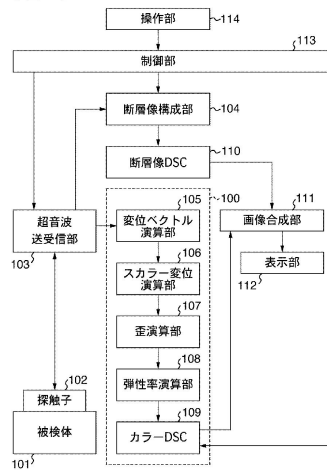 操作部
114
113
制御部
断層像構成部
104
110
断層像DSC
100
105
111
超音波
送受信部
103
変位ベクトル
演算部
画像合成部
106
スカラー変位
演算部
表示部
112
107
歪演算部
108
弾性率演算部
102
探触子
109
カラーDSC
被検体
101